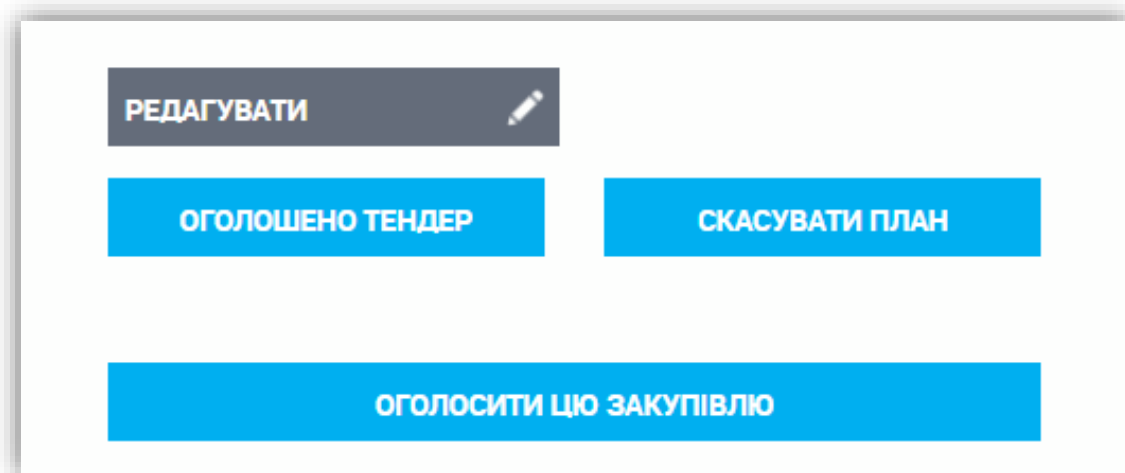 РЕДАГУВАТИ
ОГОЛОШЕНО ТЕНДЕР
СКАСУВАТИ ПЛАН
ОГОЛОСИТИ ЦЮ ЗАКУПІВЛЮ